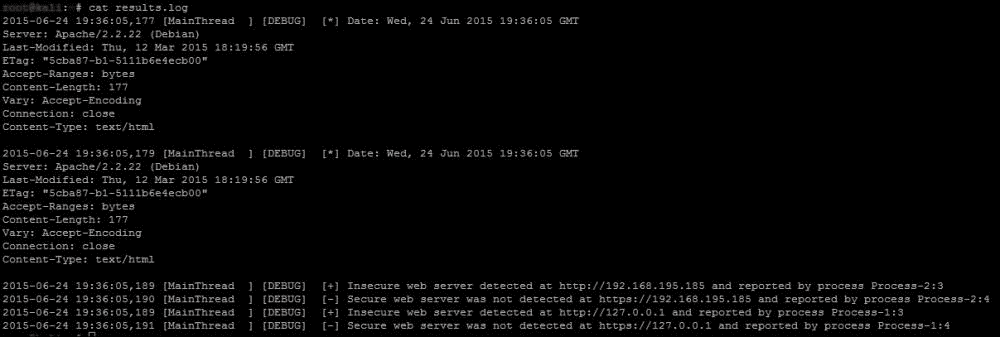 root@kali: # cat results.log
2015-06-24 19:36:05,177 [MainThread  ] [DEBUG]  [*] Date: Wed, 24 Jun 2015 19:36:05 GMT
Server: Apache/2.2.22 (Debian)
Last-Modified: Thu, 12 Mar 2015 18:19:56 GMT
ETag: "5cba87-b1-5111b6e4ecb00"
Accept-Ranges: bytes
Content-Length: 177
Vary: Accept-Encoding
Connection: close
Content-Type: text/html
2015-06-24 19:36:05,179 [MainThread  ] [DEBUG]  [*] Date: Wed, 24 Jun 2015 19:36:05 GMT
Server: Apache/2.2.22 (Debian)
Last-Modified: Thu, 12 Mar 2015 18:19:56 GMT
ETag: "5cba87-b1-5111b6e4ecb00"
Accept-Ranges: bytes
Content-Length: 177
Vary: Accept-Encoding
Connection: close
Content-Type: text/html
2015-06-24 19:36:05,189 [MainThread  ] [DEBUG]  [+] Insecure web server detected at http://192.168.195.185 and reported by process Process-2:3
2015-06-24 19:36:05,190 [MainThread  ] [DEBUG]  [-] Secure web server was not detected at https://192.168.195.185 and reported by process Process-2:4
2015-06-24 19:36:05,189 [MainThread  ] [DEBUG]  [+] Insecure web server detected at http://127.0.0.1 and reported by process Process-1:3
2015-06-24 19:36:05,191 [MainThread  ] [DEBUG]  [-] Secure web server was not detected at https://127.0.0.1 and reported by process Process-1:4